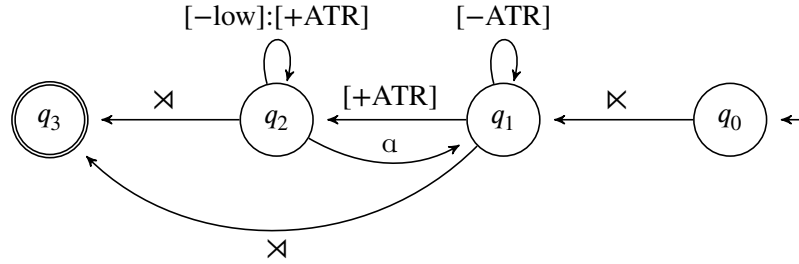 [−low]:[+ATR] [−ATR]
⋊ [+ATR] ⋉
q₃ q₂ q₁ q₀
ɑ
⋊